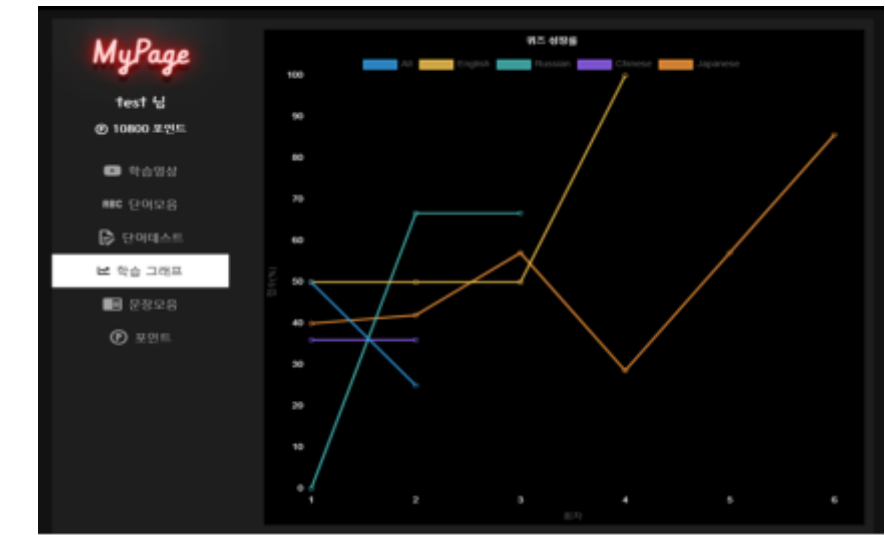 MyPage
test 님
Ⓟ 10800 포인트
학습영상
ABC 단어모음
단어테스트
학습 그래프
문장모음
Ⓟ 포인트
퀴즈 성장률
All English Russian Chinese Japanese
100
90
80
70
60
50
40
30
20
10
0
점수(%)
1 2 3 4 5 6
회차